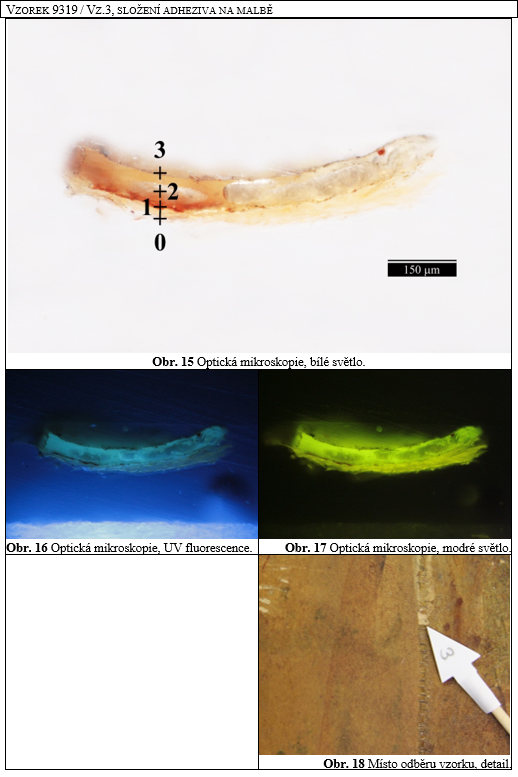 VZOREK 9319 / VZ.3, SLOŽENÍ ADHEZIVA NA MALBĚ
3
2
1
0
150 µm
Obr. 15 Optická mikroskopie, bílé světlo.
Obr. 16 Optická mikroskopie, UV fluorescence.
Obr. 17 Optická mikroskopie, modré světlo.
3
Obr. 18 Místo odběru vzorku, detail.